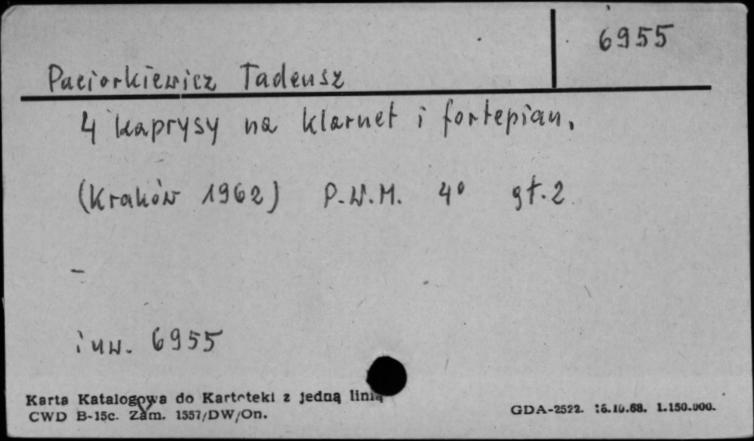 6955
Paciorkiewicz Tadeusz
4 kaprysy na klarnet i fortepian.
(Kraków 1962) P.W.M. 4° gł.2
–
inw. 6955
Karta Katalogowa do Kartoteki z jedną linią
CWD B-15c. Zam. 1557/DW/On.
GDA-2522. 16.10.68. 1.150.000.